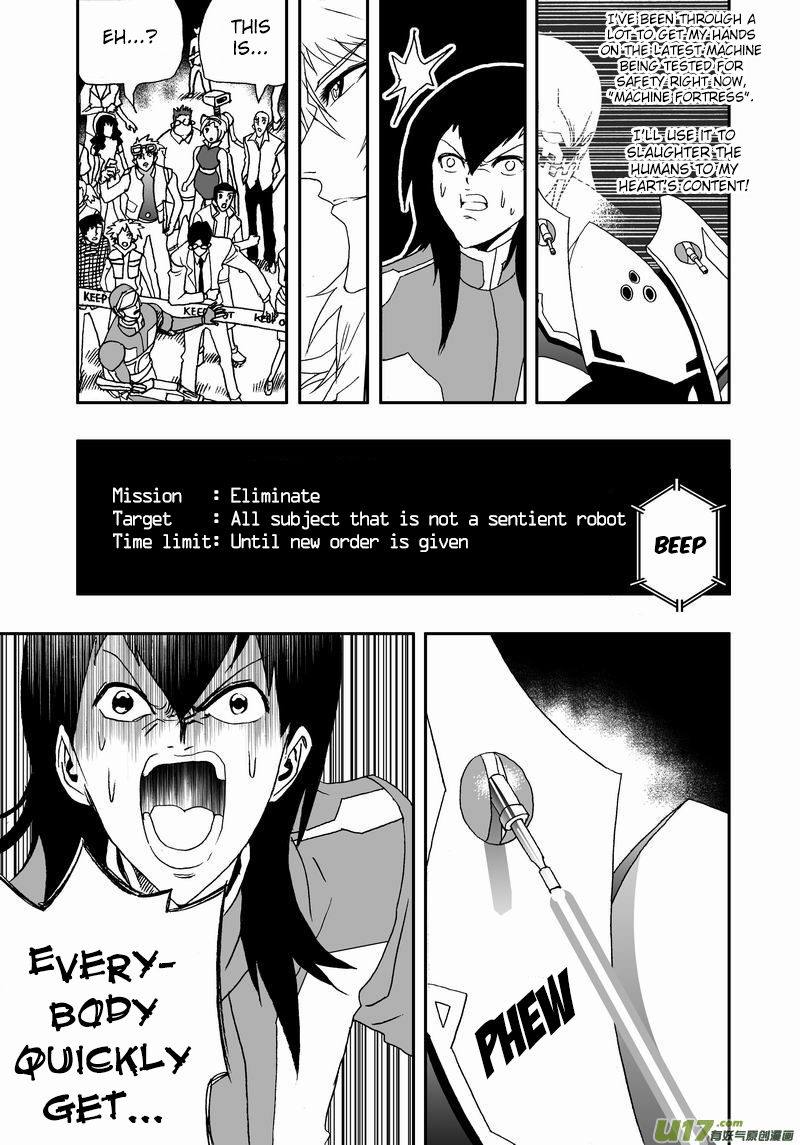 I'VE BEEN THROUGH A
LOT TO GET MY HANDS
ON THE LATEST MACHINE
BEING TESTED FOR
SAFETY RIGHT NOW,
"MACHINE FORTRESS".
I'LL USE IT TO
SLAUGHTER THE
HUMANS TO MY
HEART'S CONTENT!
THIS
IS...
EH...?
KEEP
KEEP OUT
KEEP O
Mission : Eliminate
Target : All subject that is not a sentient robot
Time limit: Until new order is given
BEEP
PHEW
EVERY-
BODY
QUICKLY
GET...
U17.com
有妖气原创漫画